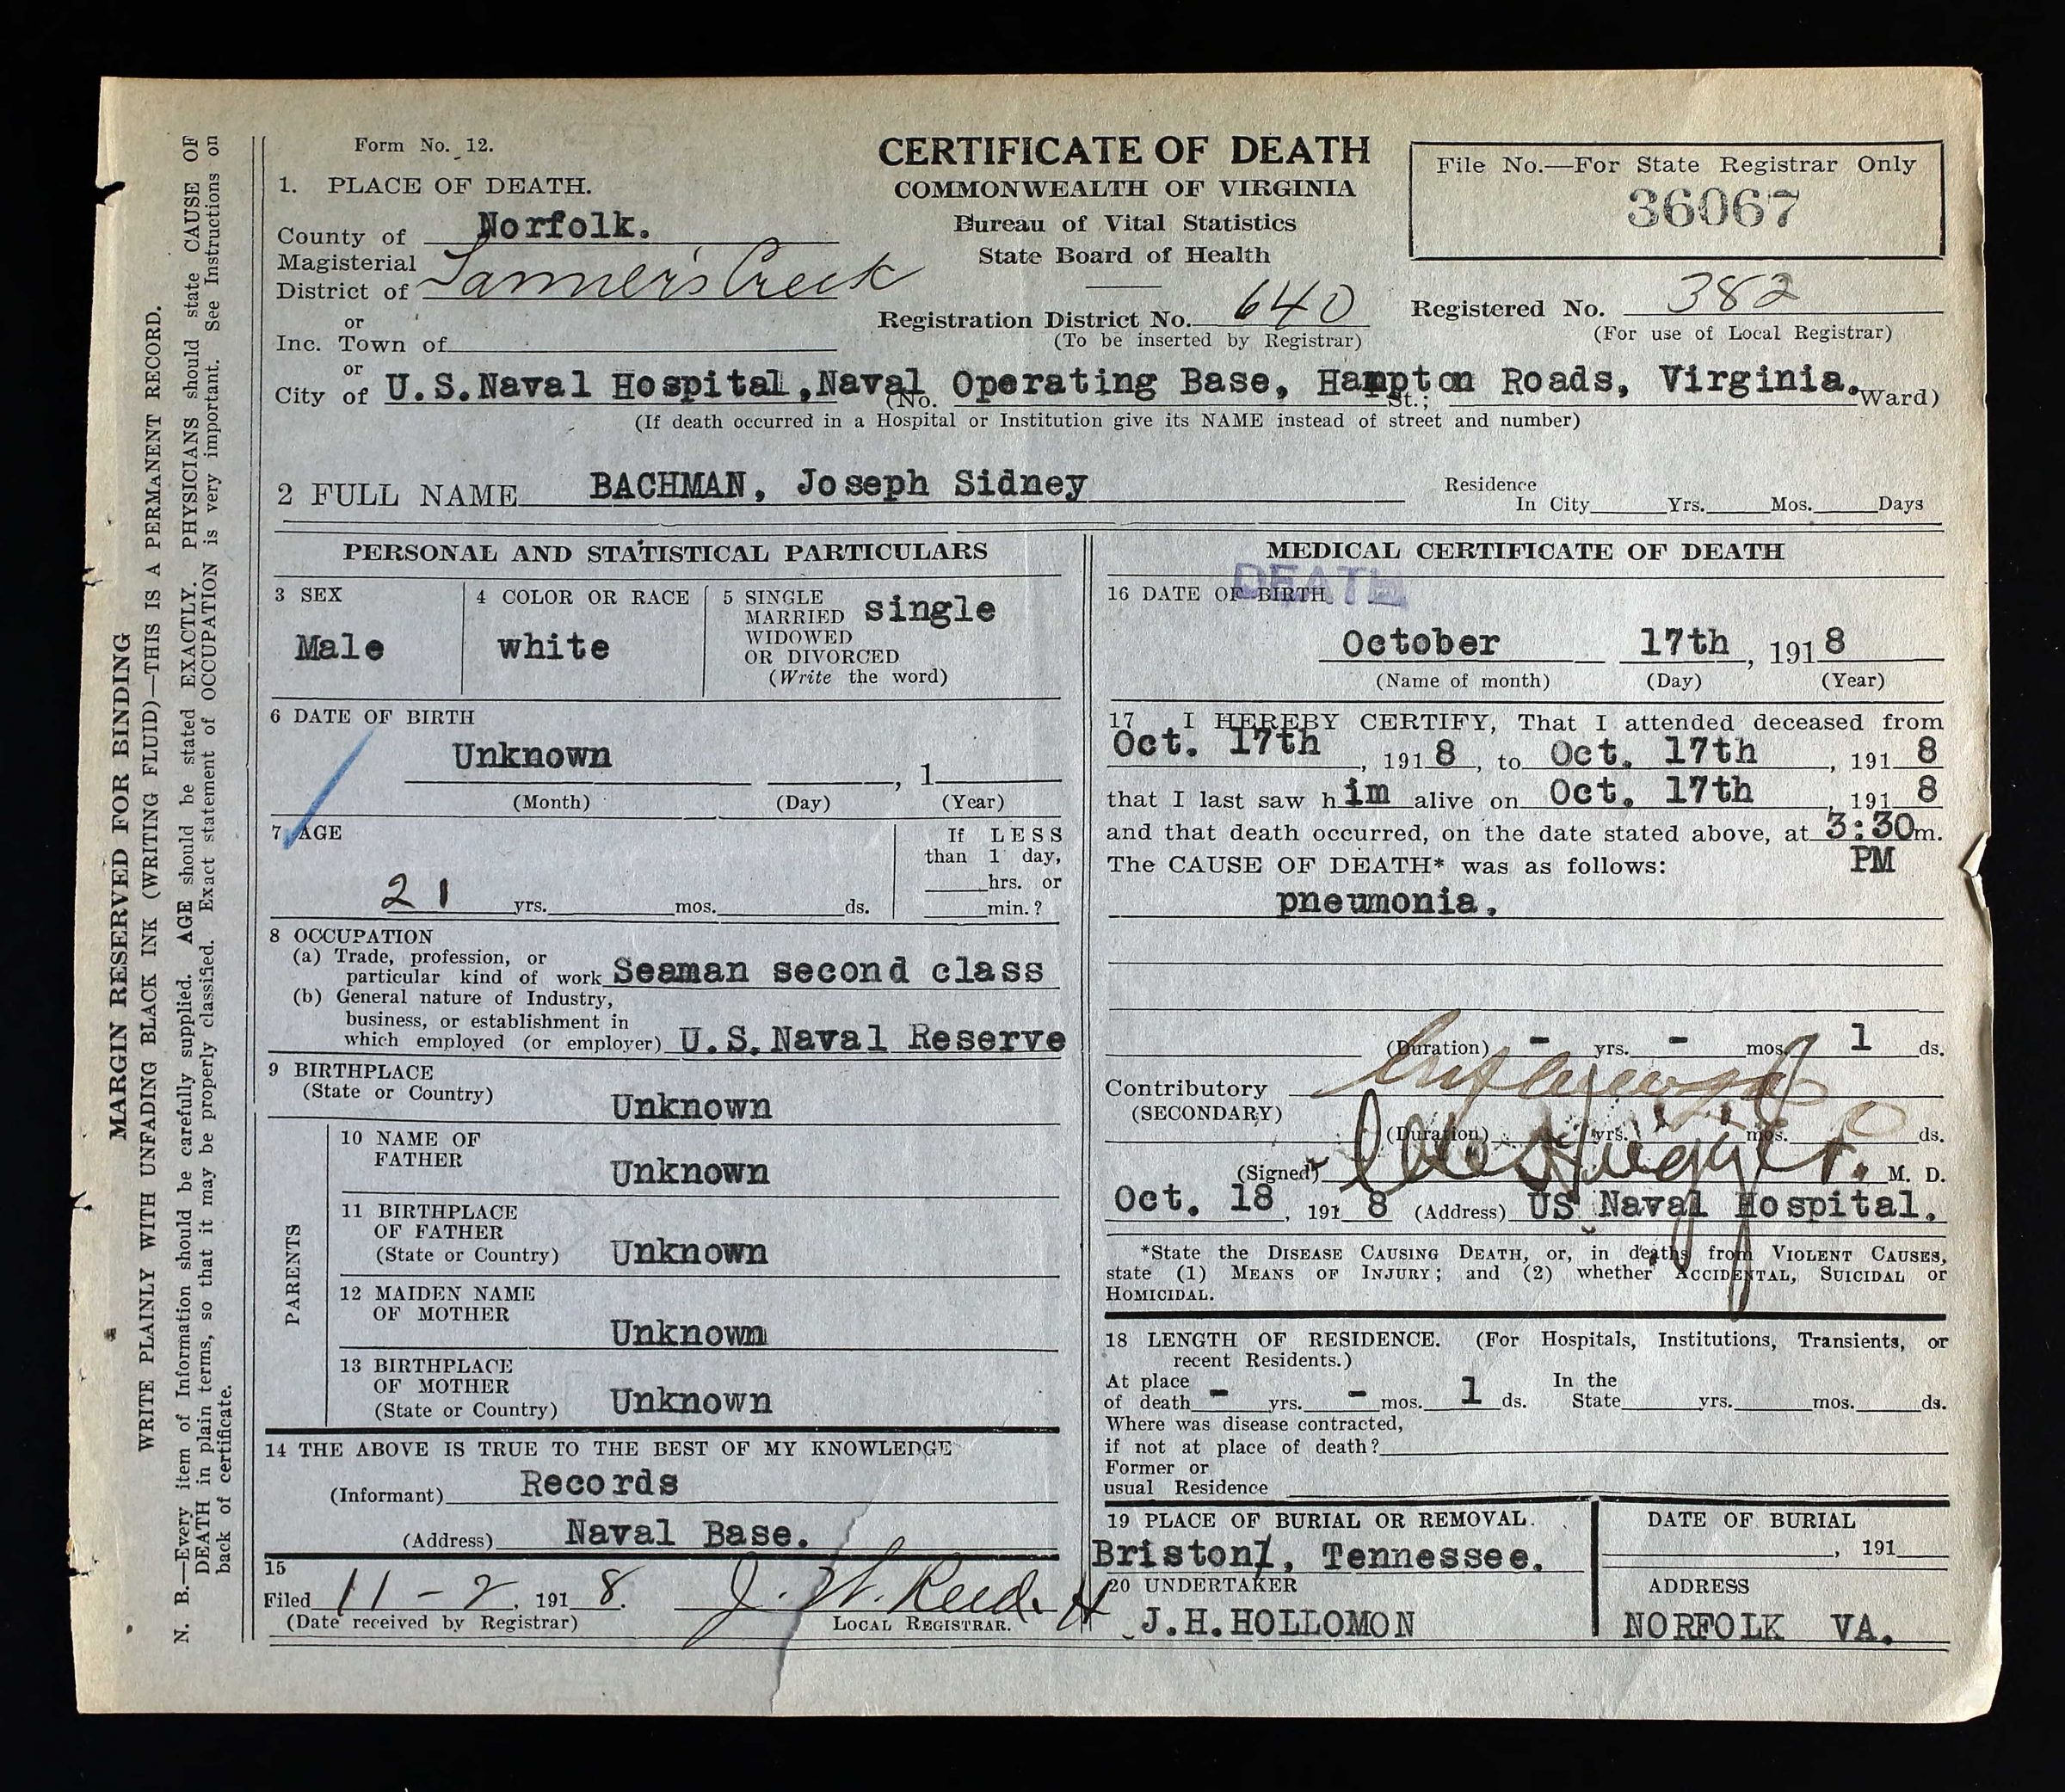 MARGIN RESERVED FOR BINDING
WRITE PLAINLY WITH UNFADING BLACK INK (WRITING FLUID)—THIS IS A PERMANENT RECORD.
N. B.—Every item of Information should be carefully supplied. AGE should be stated EXACTLY. PHYSICIANS should state CAUSE OF
DEATH in plain terms, so that it may be properly classified. Exact statement of OCCUPATION is very important. See Instructions on
back of certificate.
Form No. 12.
CERTIFICATE OF DEATH
COMMONWEALTH OF VIRGINIA
Bureau of Vital Statistics
State Board of Health
File No.—For State Registrar Only
36067
1. PLACE OF DEATH.
County of Norfolk.
Magisterial
District of Tanner's Creek
or
Inc. Town of
Registration District No. 640
(To be inserted by Registrar)
Registered No. 382
(For use of Local Registrar)
or
City of U.S.Naval Hospital,Naval Operating Base, Hampton Roads, Virginia.
(No. St.; Ward)
(If death occurred in a Hospital or Institution give its NAME instead of street and number)
2 FULL NAME BACHMAN, Joseph Sidney
Residence
In City Yrs. Mos. Days
PERSONAL AND STATISTICAL PARTICULARS
3 SEX
Male
4 COLOR OR RACE
white
5 SINGLE
MARRIED
WIDOWED
OR DIVORCED
(Write the word)
single
6 DATE OF BIRTH
Unknown
, 1
(Month) (Day) (Year)
7 AGE
21 yrs. mos. ds.
If LESS
than 1 day,
hrs. or
min.?
8 OCCUPATION
(a) Trade, profession, or
particular kind of work Seaman second class
(b) General nature of Industry,
business, or establishment in
which employed (or employer) U.S.Naval Reserve
9 BIRTHPLACE
(State or Country)
Unknown
PARENTS
10 NAME OF
FATHER
Unknown
11 BIRTHPLACE
OF FATHER
(State or Country) Unknown
12 MAIDEN NAME
OF MOTHER
Unknown
13 BIRTHPLACE
OF MOTHER
(State or Country) Unknown
14 THE ABOVE IS TRUE TO THE BEST OF MY KNOWLEDGE
(Informant) Records
(Address) Naval Base.
15
Filed 11-2, 1918.
J. W. Reed
(Date received by Registrar)
LOCAL REGISTRAR.
MEDICAL CERTIFICATE OF DEATH
16 DATE OF BIRTH
DEATH
October 17th, 1918
(Name of month) (Day) (Year)
17 I HEREBY CERTIFY, That I attended deceased from
Oct. 17th, 1918, to Oct. 17th, 1918
that I last saw him alive on Oct. 17th, 1918
and that death occurred, on the date stated above, at 3:30m.
PM
The CAUSE OF DEATH* was as follows:
pneumonia.
(Duration) - yrs. - mos. 1 ds.
Contributory Influenza
(SECONDARY)
(Duration) yrs. mos. ds.
(Signed) M. D.
Oct. 18, 1918 (Address) US Naval Hospital.
*State the DISEASE CAUSING DEATH, or, in deaths from VIOLENT CAUSES,
state (1) MEANS OF INJURY; and (2) whether ACCIDENTAL, SUICIDAL or
HOMICIDAL.
18 LENGTH OF RESIDENCE. (For Hospitals, Institutions, Transients, or
recent Residents.)
At place
of death - yrs. - mos. 1 ds.
In the
State yrs. mos. ds.
Where was disease contracted,
if not at place of death?
Former or
usual Residence
19 PLACE OF BURIAL OR REMOVAL.
Bristonl, Tennessee.
DATE OF BURIAL
, 191
20 UNDERTAKER
J.H.HOLLOMON
ADDRESS
NORFOLK VA.